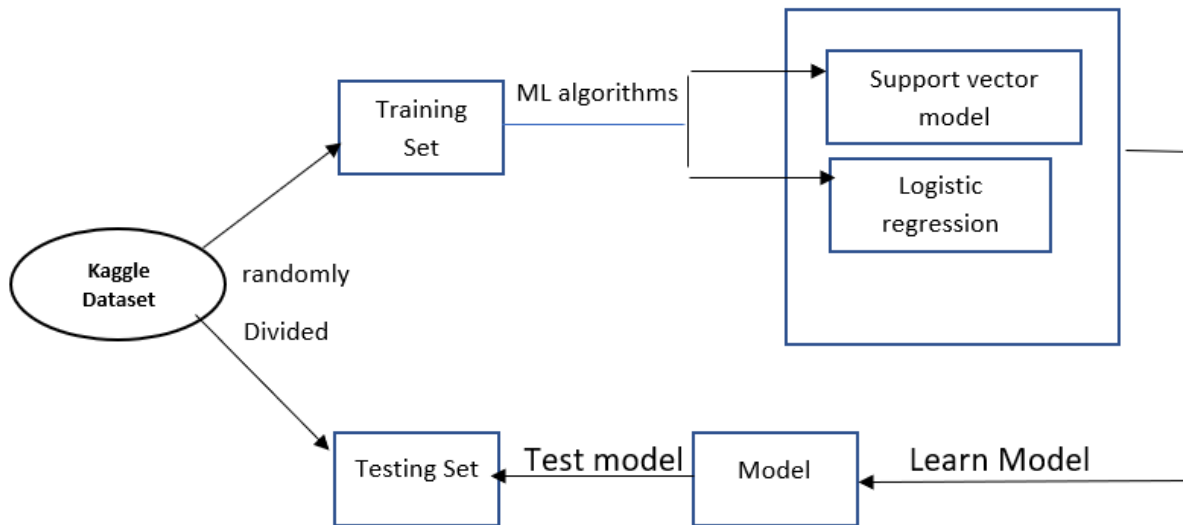 Training
Set
ML algorithms
Support vector
model
Logistic
regression
Kaggle
Dataset
randomly
Divided
Testing Set
Test model
Model
Learn Model